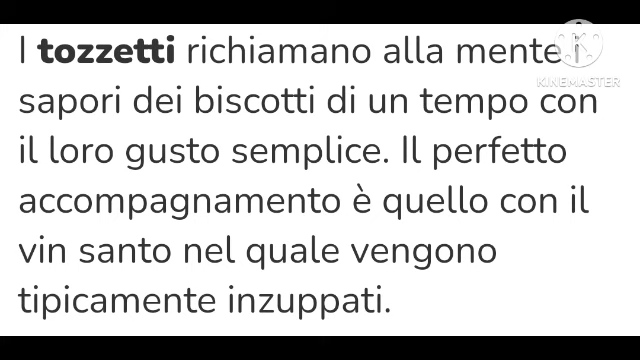 I tozzetti richiamano alla mente i
sapori dei biscotti di un tempo con
il loro gusto semplice. Il perfetto
accompagnamento è quello con il
vin santo nel quale vengono
tipicamente inzuppati.
KINEMASTER